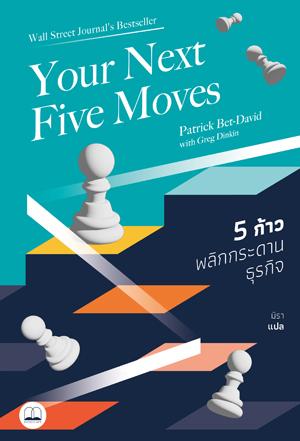 Wall Street Journal's Bestseller
Your Next
Five Moves
Patrick Bet-David
with Greg Dinkin
5 ก้าว
พลิกกระดาน
ธุรกิจ
มิรา
แปล